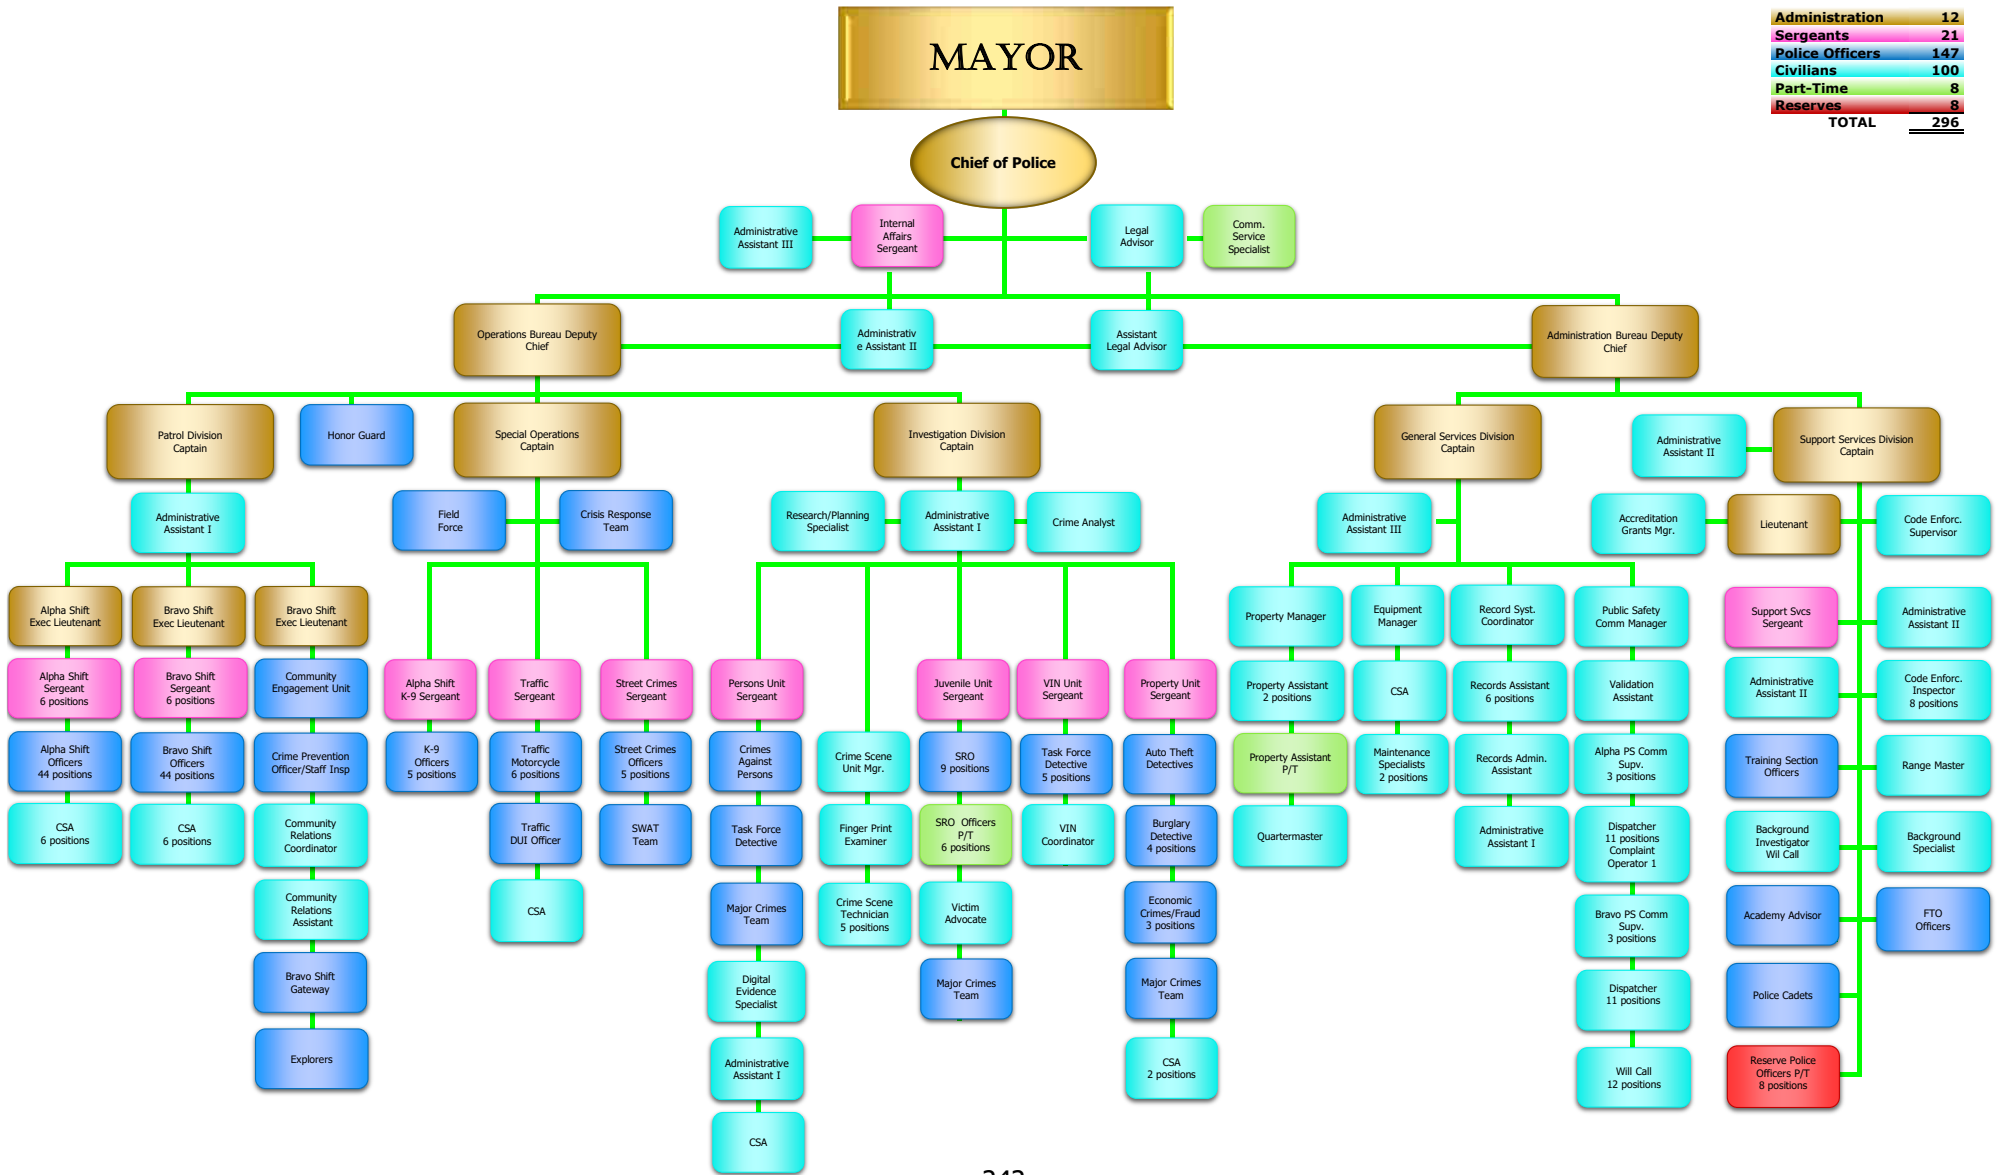 MAYOR
Administration 12
Sergeants 21
Police Officers 147
Civilians 100
Part-Time 8
Reserves 8
TOTAL 296
Chief of Police
Administrative
Assistant III
Internal
Affairs
Sergeant
Legal
Advisor
Comm.
Service
Specialist
Operations Bureau Deputy
Chief
Administrativ
e Assistant II
Assistant
Legal Advisor
Administration Bureau Deputy
Chief
Patrol Division
Captain
Honor Guard
Special Operations
Captain
Investigation Division
Captain
General Services Division
Captain
Administrative
Assistant II
Support Services Division
Captain
Administrative
Assistant I
Field
Force
Crisis Response
Team
Research/Planning
Specialist
Administrative
Assistant I
Crime Analyst
Administrative
Assistant III
Accreditation
Grants Mgr.
Lieutenant
Code Enforc.
Supervisor
Alpha Shift
Exec Lieutenant
Bravo Shift
Exec Lieutenant
Bravo Shift
Exec Lieutenant
Property Manager
Equipment
Manager
Record Syst.
Coordinator
Public Safety
Comm Manager
Support Svcs
Sergeant
Administrative
Assistant II
Alpha Shift
Sergeant
6 positions
Bravo Shift
Sergeant
6 positions
Community
Engagement Unit
Alpha Shift
K-9 Sergeant
Traffic
Sergeant
Street Crimes
Sergeant
Persons Unit
Sergeant
Juvenile Unit
Sergeant
VIN Unit
Sergeant
Property Unit
Sergeant
Property Assistant
2 positions
CSA
Records Assistant
6 positions
Validation
Assistant
Administrative
Assistant II
Code Enforc.
Inspector
8 positions
Alpha Shift
Officers
44 positions
Bravo Shift
Officers
44 positions
Crime Prevention
Officer/Staff Insp
K-9
Officers
5 positions
Traffic
Motorcycle
6 positions
Street Crimes
Officers
5 positions
Crimes
Against
Persons
Crime Scene
Unit Mgr.
SRO
9 positions
Task Force
Detective
5 positions
Auto Theft
Detectives
Property Assistant
P/T
Maintenance
Specialists
2 positions
Records Admin.
Assistant
Alpha PS Comm
Supv.
3 positions
Training Section
Officers
Range Master
CSA
6 positions
CSA
6 positions
Community
Relations
Coordinator
Traffic
DUI Officer
SWAT
Team
Task Force
Detective
Finger Print
Examiner
SRO Officers
P/T
6 positions
VIN
Coordinator
Burglary
Detective
4 positions
Quartermaster
Administrative
Assistant I
Dispatcher
11 positions
Complaint
Operator 1
Background
Investigator
Wil Call
Background
Specialist
Community
Relations
Assistant
CSA
Major Crimes
Team
Crime Scene
Technician
5 positions
Victim
Advocate
Economic
Crimes/Fraud
3 positions
Bravo PS Comm
Supv.
3 positions
Academy Advisor
FTO
Officers
Bravo Shift
Gateway
Digital
Evidence
Specialist
Major Crimes
Team
Major Crimes
Team
Dispatcher
11 positions
Police Cadets
Explorers
Administrative
Assistant I
CSA
2 positions
Will Call
12 positions
Reserve Police
Officers P/T
8 positions
CSA